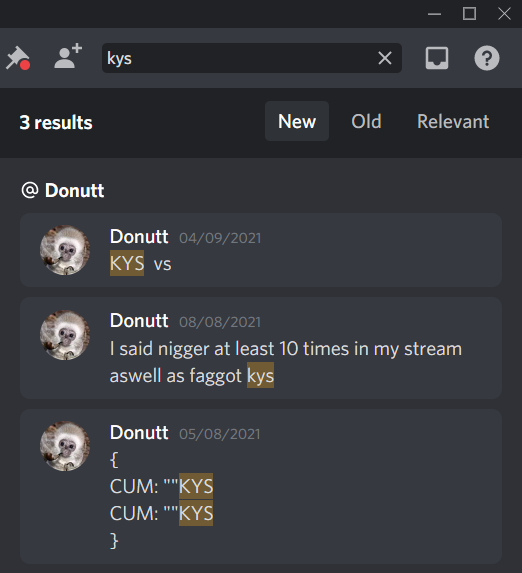 kys
3 results
New Old Relevant
@ Donutt
Donutt 04/09/2021
KYS vs
Donutt 08/08/2021
I said nigger at least 10 times in my stream
aswell as faggot kys
Donutt 05/08/2021
{
CUM: ""KYS
CUM: ""KYS
}